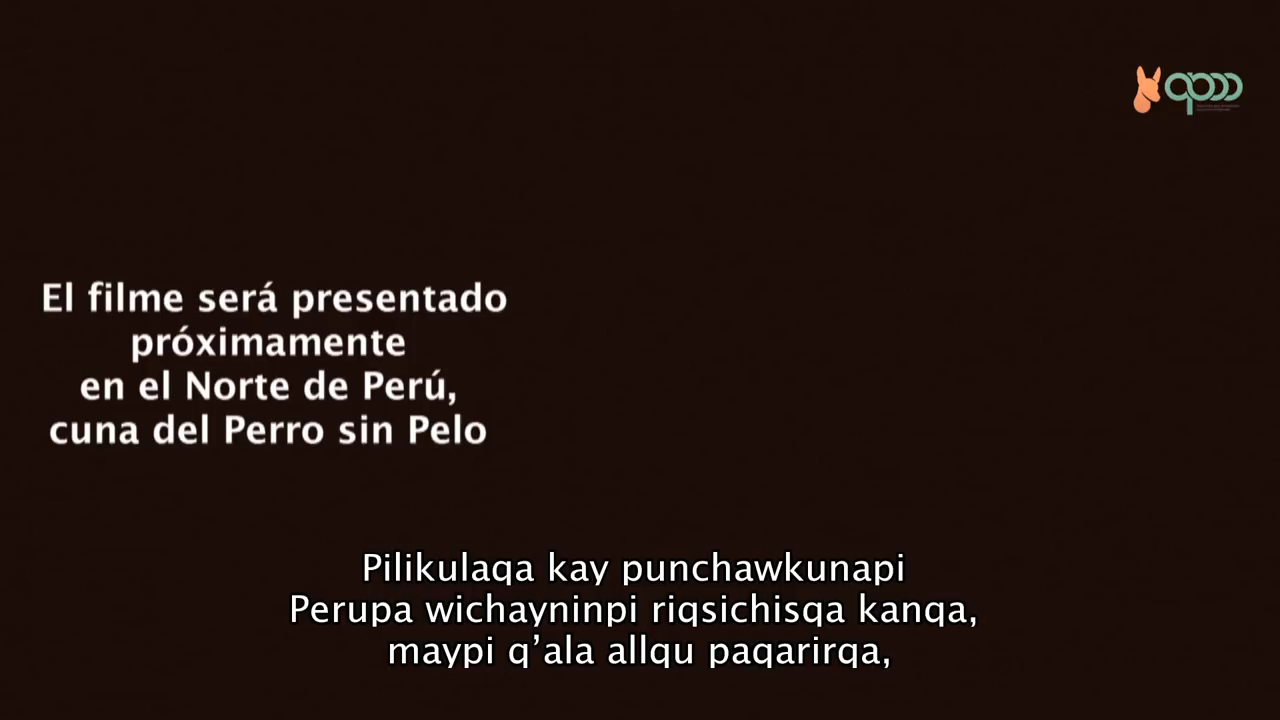 El filme será presentado
próximamente
en el Norte de Perú,
cuna del Perro sin Pelo
Pilikulaqa kay punchawkunapi
Perupa wichayninpi riqsichisqa kanqa,
maypi q’ala allqu paqarirqa,